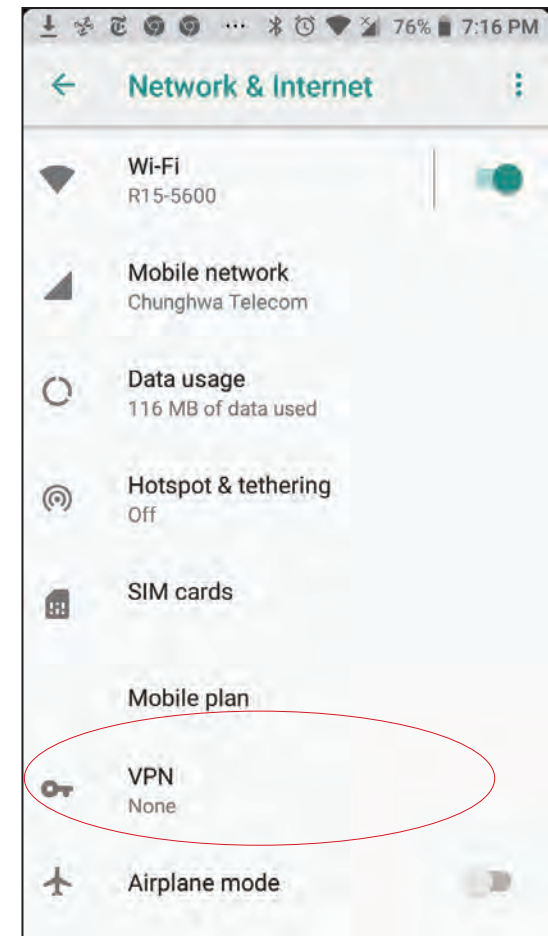 76% 7:16 PM
Network & Internet
Wi-Fi
R15-5600
Mobile network
Chunghwa Telecom
Data usage
116 MB of data used
Hotspot & tethering
Off
SIM cards
Mobile plan
VPN
None
Airplane mode